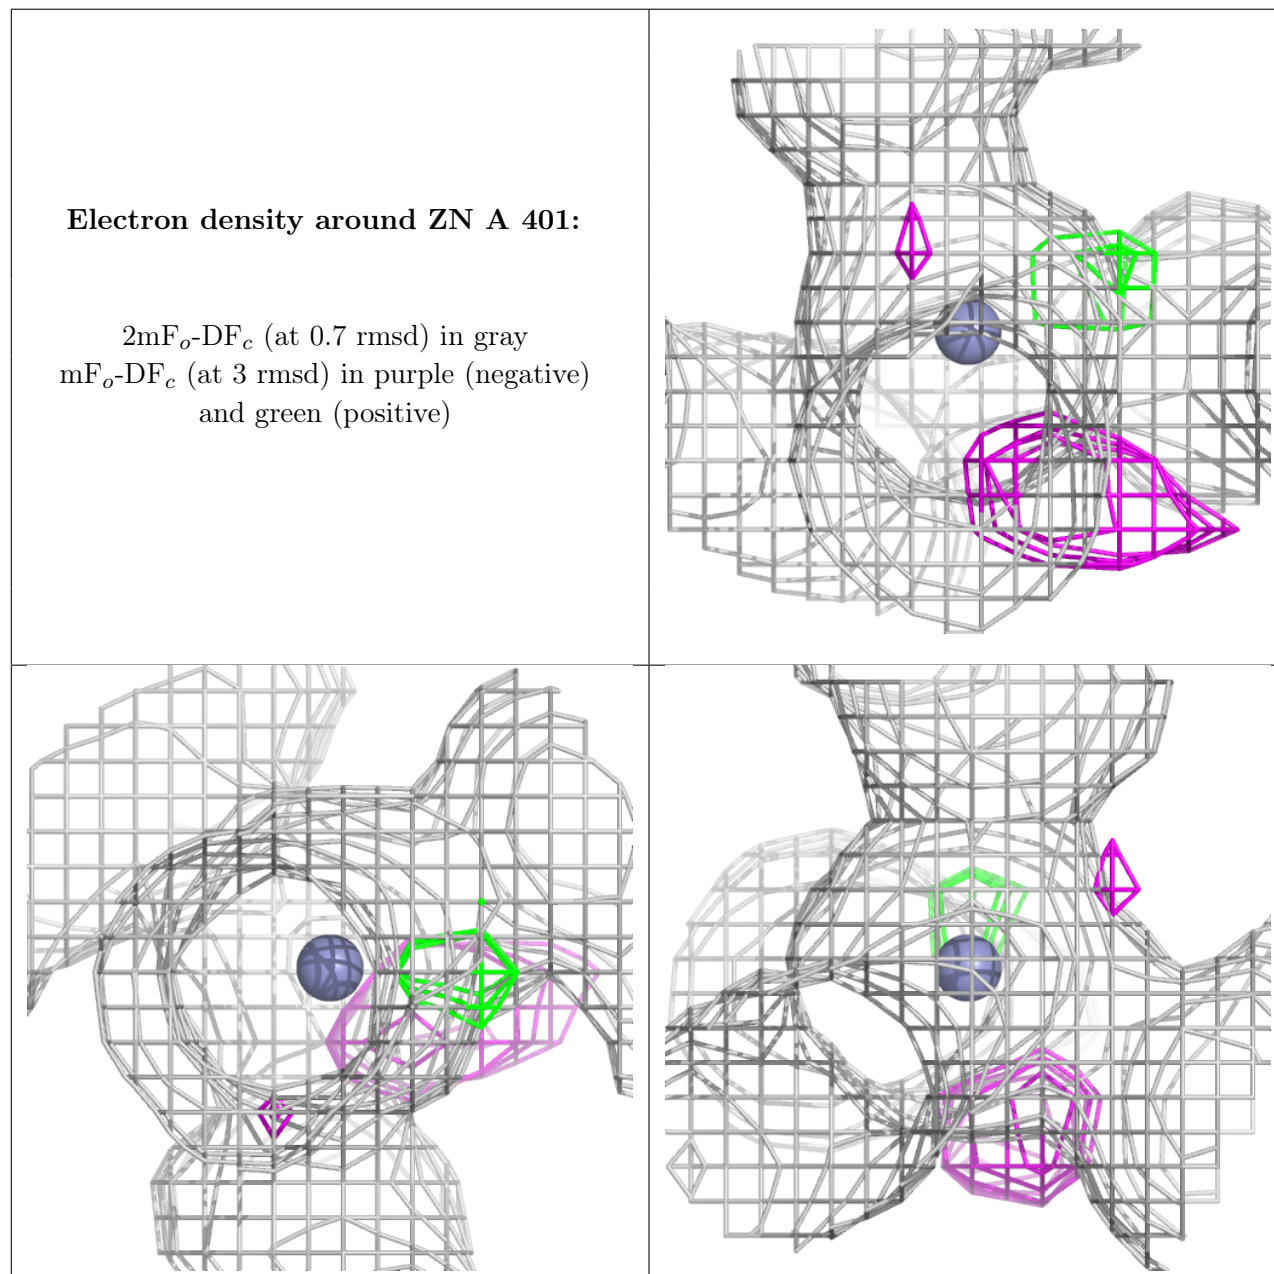 Electron density around ZN A 401:
2mFo-DFc (at 0.7 rmsd) in gray
mFo-DFc (at 3 rmsd) in purple (negative)
and green (positive)